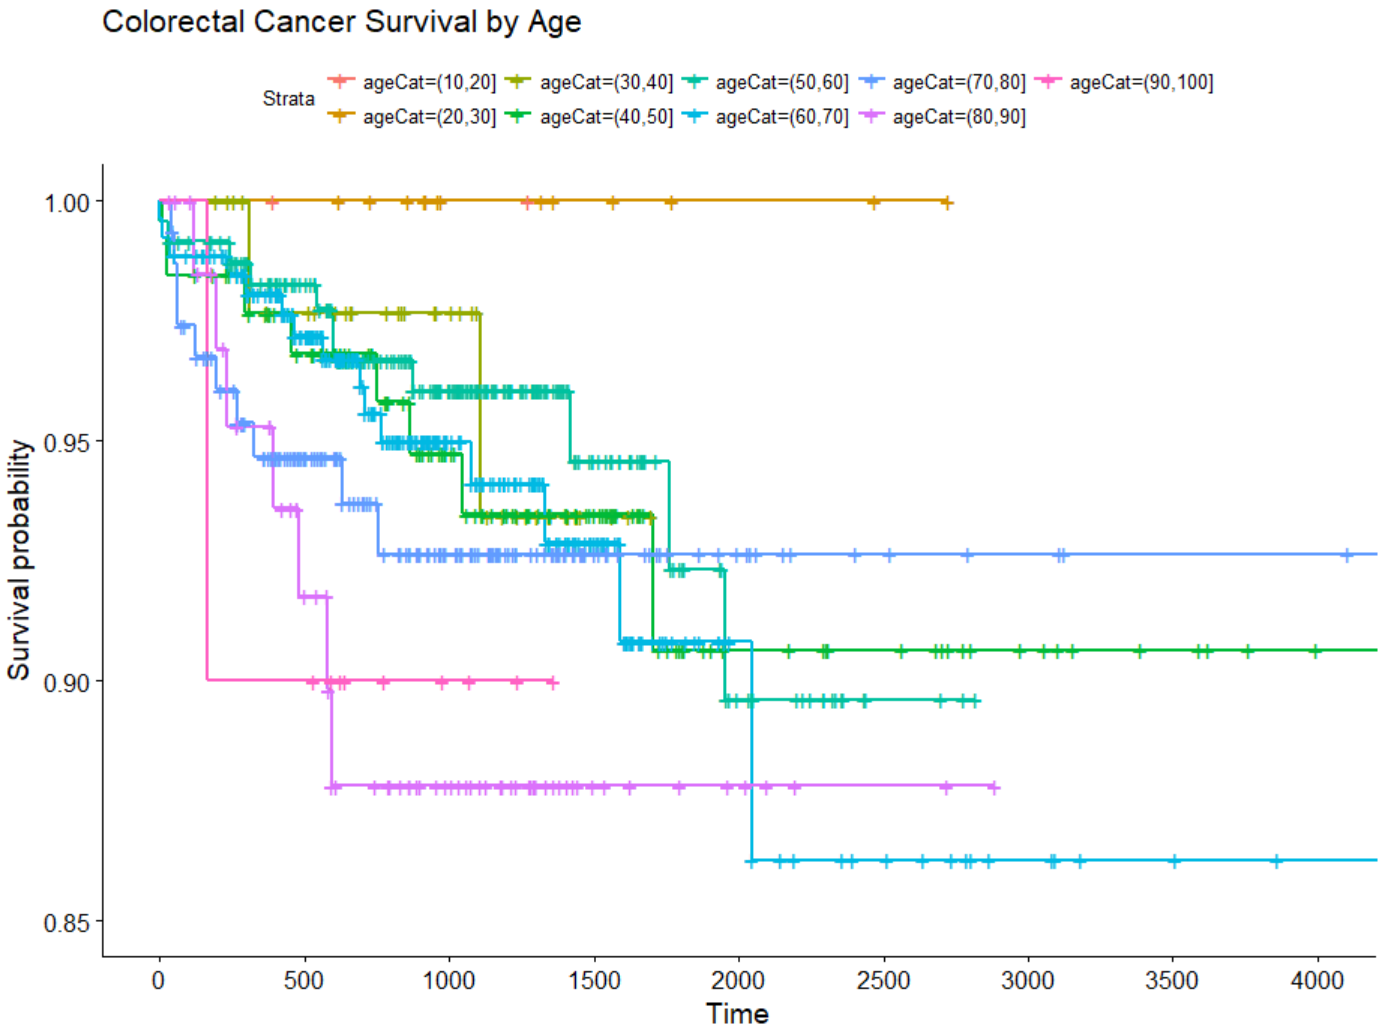 Colorectal Cancer Survival by Age
Strata
ageCat=(10,20] ageCat=(30,40] ageCat=(50,60] ageCat=(70,80] ageCat=(90,100]
ageCat=(20,30] ageCat=(40,50] ageCat=(60,70] ageCat=(80,90]
Survival probability
1.00
0.95
0.90
0.85
0 500 1000 1500 2000 2500 3000 3500 4000
Time